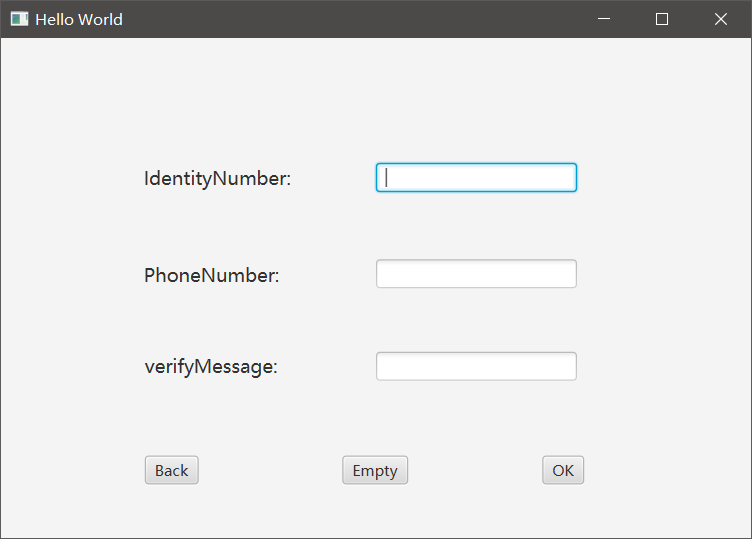 Hello World
IdentityNumber:
PhoneNumber:
verifyMessage:
Back Empty OK